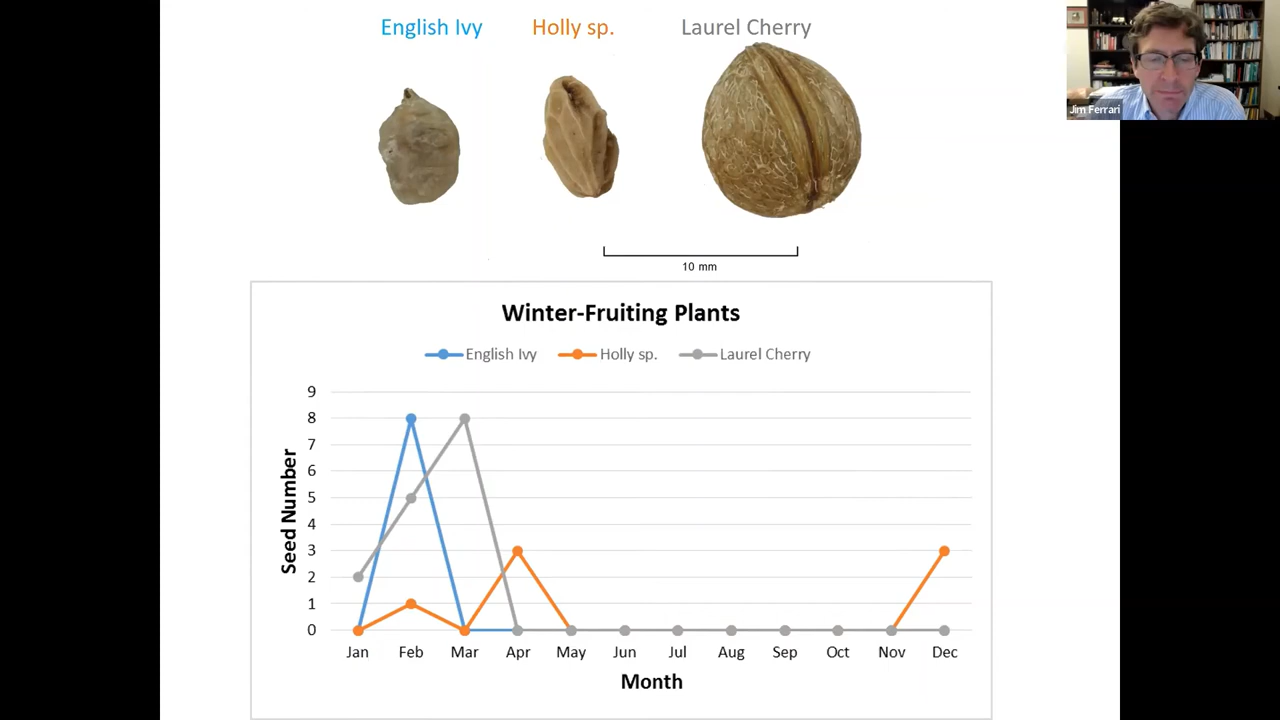 English Ivy
Holly sp.
Laurel Cherry
Jim Ferrari
10 mm
Winter-Fruiting Plants
English Ivy
Holly sp.
Laurel Cherry
9
8
7
6
5
4
3
2
1
0
Seed Number
Jan Feb Mar Apr May Jun Jul Aug Sep Oct Nov Dec
Month